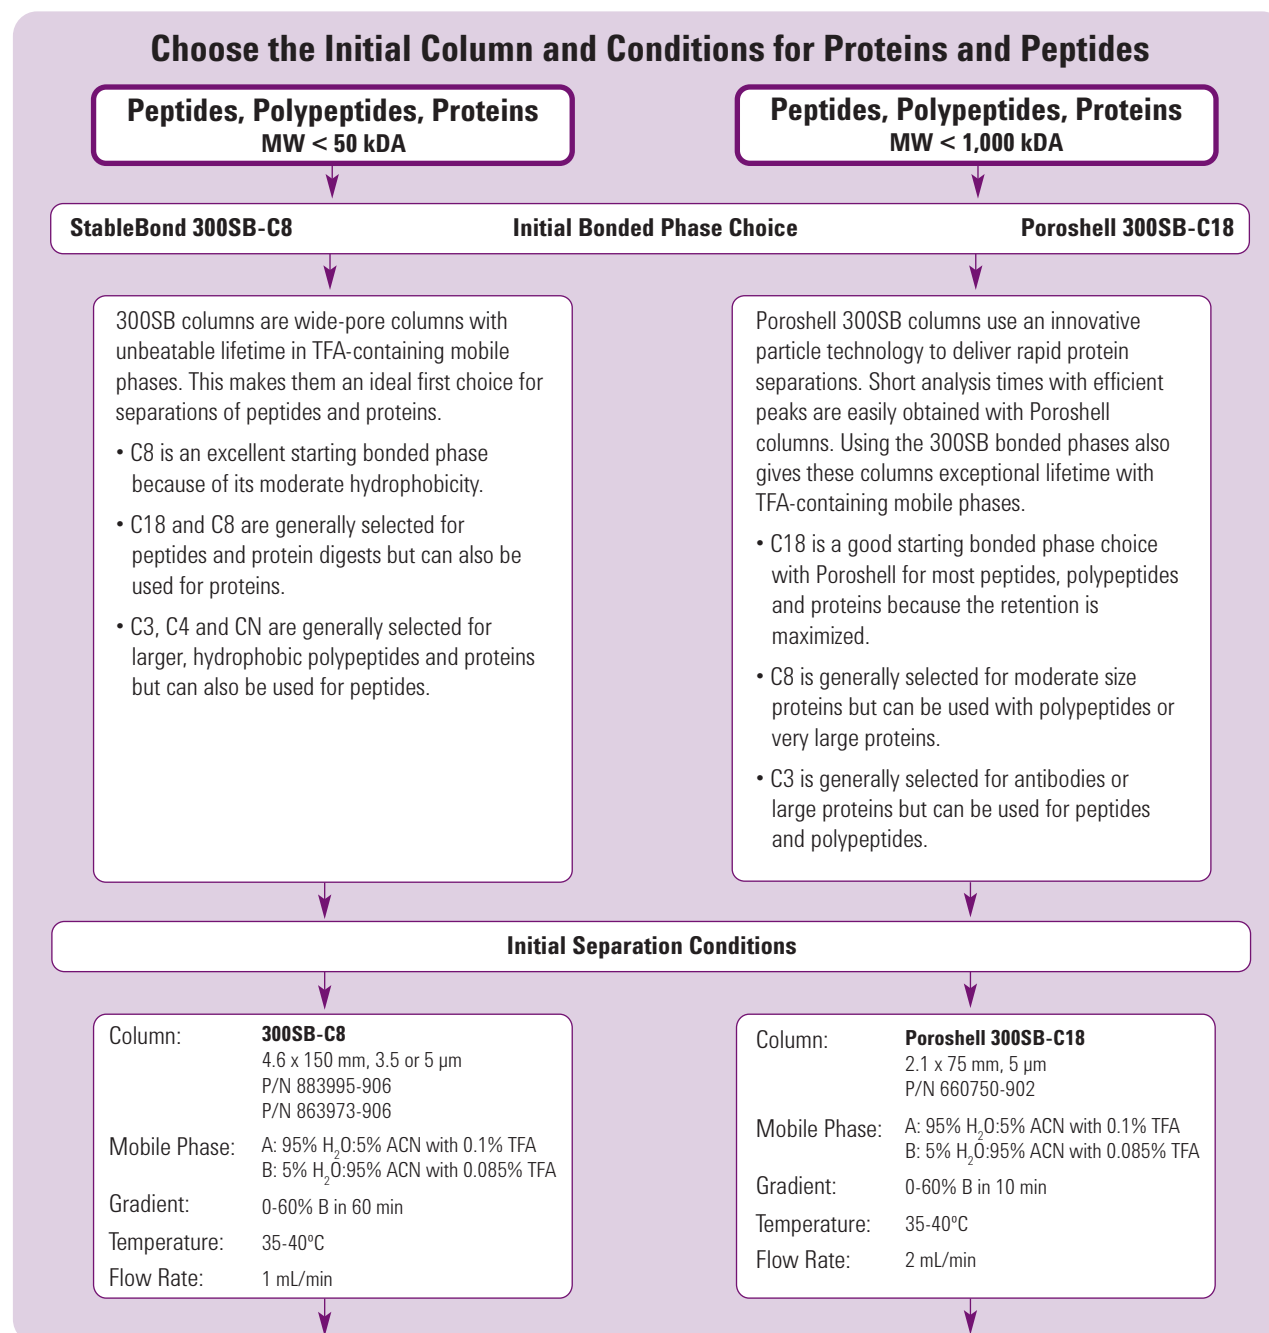 Choose the Initial Column and Conditions for Proteins and Peptides
Peptides, Polypeptides, Proteins
MW < 50 kDA
Peptides, Polypeptides, Proteins
MW < 1,000 kDA
StableBond 300SB-C8 Initial Bonded Phase Choice Poroshell 300SB-C18
300SB columns are wide-pore columns with
unbeatable lifetime in TFA-containing mobile
phases. This makes them an ideal first choice for
separations of peptides and proteins.
• C8 is an excellent starting bonded phase
because of its moderate hydrophobicity.
• C18 and C8 are generally selected for
peptides and protein digests but can also be
used for proteins.
• C3, C4 and CN are generally selected for
larger, hydrophobic polypeptides and proteins
but can also be used for peptides.
Poroshell 300SB columns use an innovative
particle technology to deliver rapid protein
separations. Short analysis times with efficient
peaks are easily obtained with Poroshell
columns. Using the 300SB bonded phases also
gives these columns exceptional lifetime with
TFA-containing mobile phases.
• C18 is a good starting bonded phase choice
with Poroshell for most peptides, polypeptides
and proteins because the retention is
maximized.
• C8 is generally selected for moderate size
proteins but can be used with polypeptides or
very large proteins.
• C3 is generally selected for antibodies or
large proteins but can be used for peptides
and polypeptides.
Initial Separation Conditions
Column: 300SB-C8
4.6 x 150 mm, 3.5 or 5 µm
P/N 883995-906
P/N 863973-906
Mobile Phase: A: 95% H₂O:5% ACN with 0.1% TFA
B: 5% H₂O:95% ACN with 0.085% TFA
Gradient: 0-60% B in 60 min
Temperature: 35-40ºC
Flow Rate: 1 mL/min
Column: Poroshell 300SB-C18
2.1 x 75 mm, 5 µm
P/N 660750-902
Mobile Phase: A: 95% H₂O:5% ACN with 0.1% TFA
B: 5% H₂O:95% ACN with 0.085% TFA
Gradient: 0-60% B in 10 min
Temperature: 35-40ºC
Flow Rate: 2 mL/min